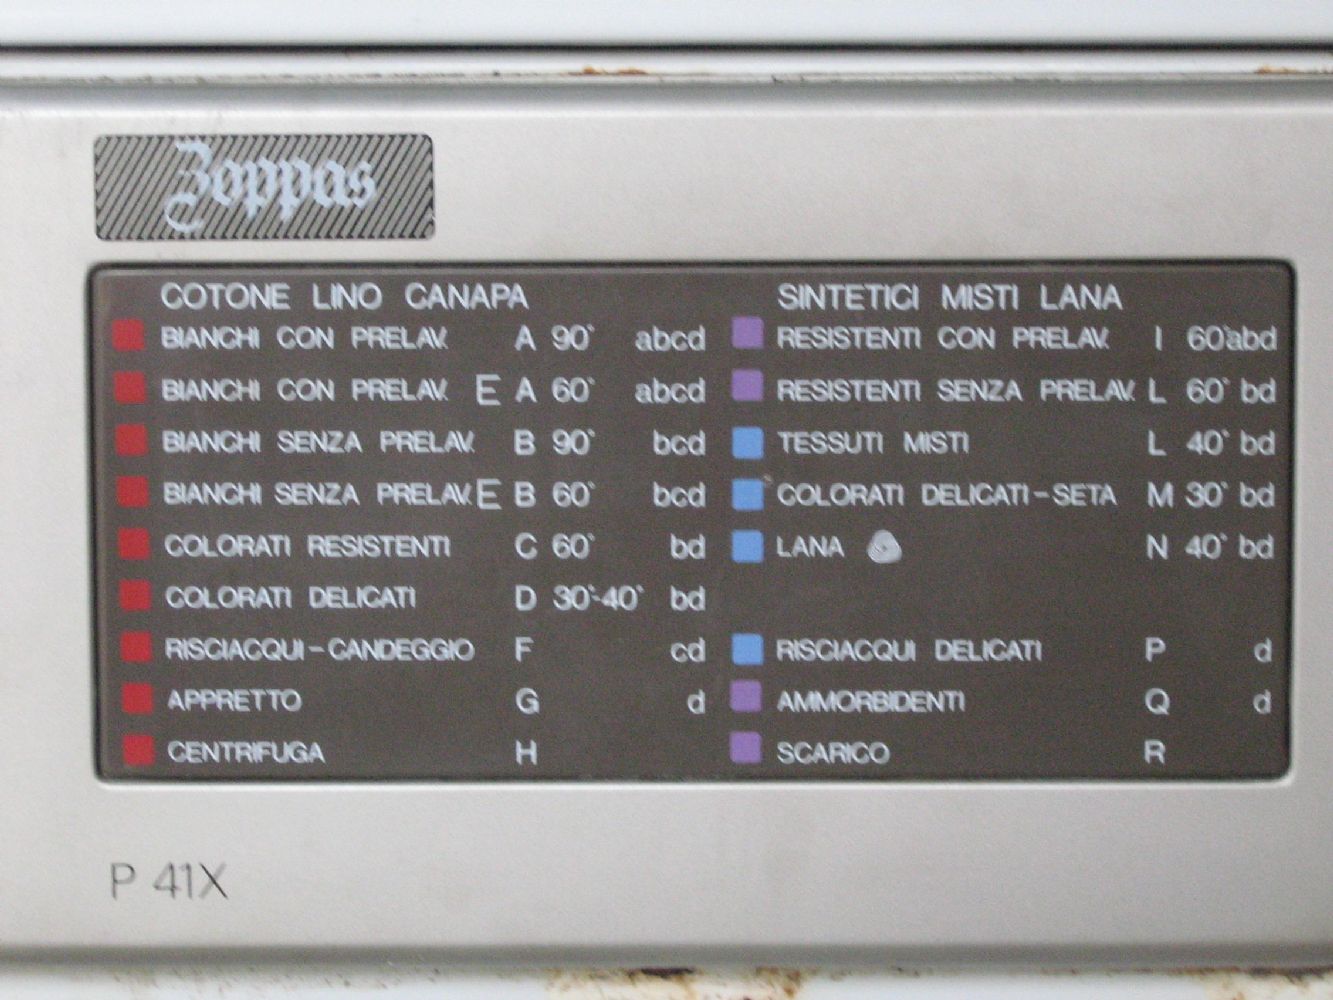 Zoppas
COTONE LINO CANAPA
BIANCHI CON PRELAV. A 90° abcd
BIANCHI CON PRELAV. E A 60° abcd
BIANCHI SENZA PRELAV. B 90° bcd
BIANCHI SENZA PRELAV. E B 60° bcd
COLORATI RESISTENTI C 60° bd
COLORATI DELICATI D 30°-40° bd
RISCIACQUI-CANDEGGIO F cd
APPRETTO G d
CENTRIFUGA H
SINTETICI MISTI LANA
RESISTENTI CON PRELAV. I 60° abd
RESISTENTI SENZA PRELAV. L 60° bd
TESSUTI MISTI L 40° bd
COLORATI DELICATI-SETA M 30° bd
LANA N 40° bd
RISCIACQUI DELICATI P d
AMMORBIDENTI Q d
SCARICO R
P 41X